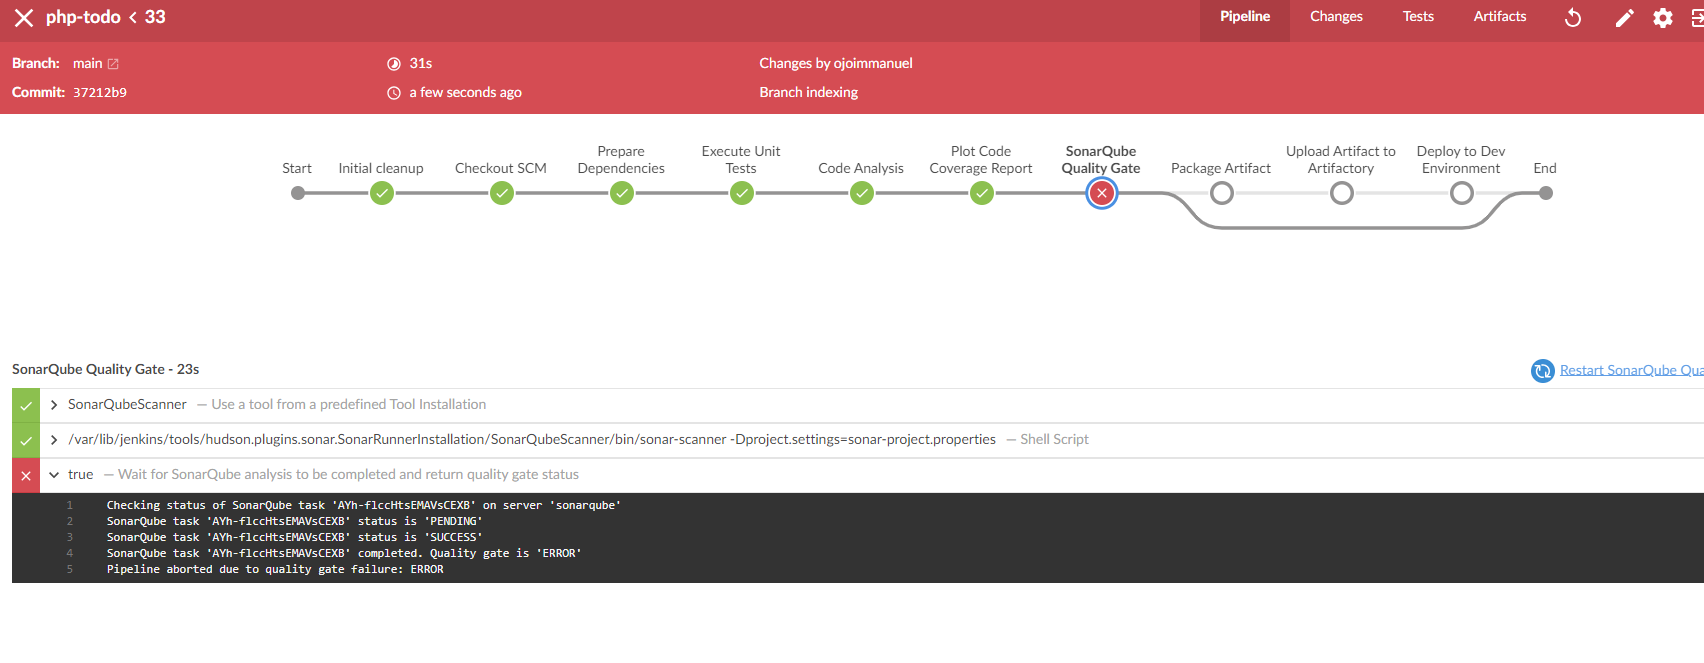 php-todo < 33
Pipeline Changes Tests Artifacts
Branch: main 31s Changes by ojoimmanuel
Commit: 37212b9 a few seconds ago Branch indexing
Start
Initial cleanup
Checkout SCM
Prepare
Dependencies
Execute Unit
Tests
Code Analysis
Plot Code
Coverage Report
SonarQube
Quality Gate
Package Artifact
Upload Artifact to
Artifactory
Deploy to Dev
Environment
End
SonarQube Quality Gate - 23s
Restart SonarQube Qua
SonarQubeScanner — Use a tool from a predefined Tool Installation
/var/lib/jenkins/tools/hudson.plugins.sonar.SonarRunnerInstallation/SonarQubeScanner/bin/sonar-scanner -Dproject.settings=sonar-project.properties — Shell Script
true — Wait for SonarQube analysis to be completed and return quality gate status
1 Checking status of SonarQube task 'AYh-flccHtsEMAVsCEXB' on server 'sonarqube'
2 SonarQube task 'AYh-flccHtsEMAVsCEXB' status is 'PENDING'
3 SonarQube task 'AYh-flccHtsEMAVsCEXB' status is 'SUCCESS'
4 SonarQube task 'AYh-flccHtsEMAVsCEXB' completed. Quality gate is 'ERROR'
5 Pipeline aborted due to quality gate failure: ERROR